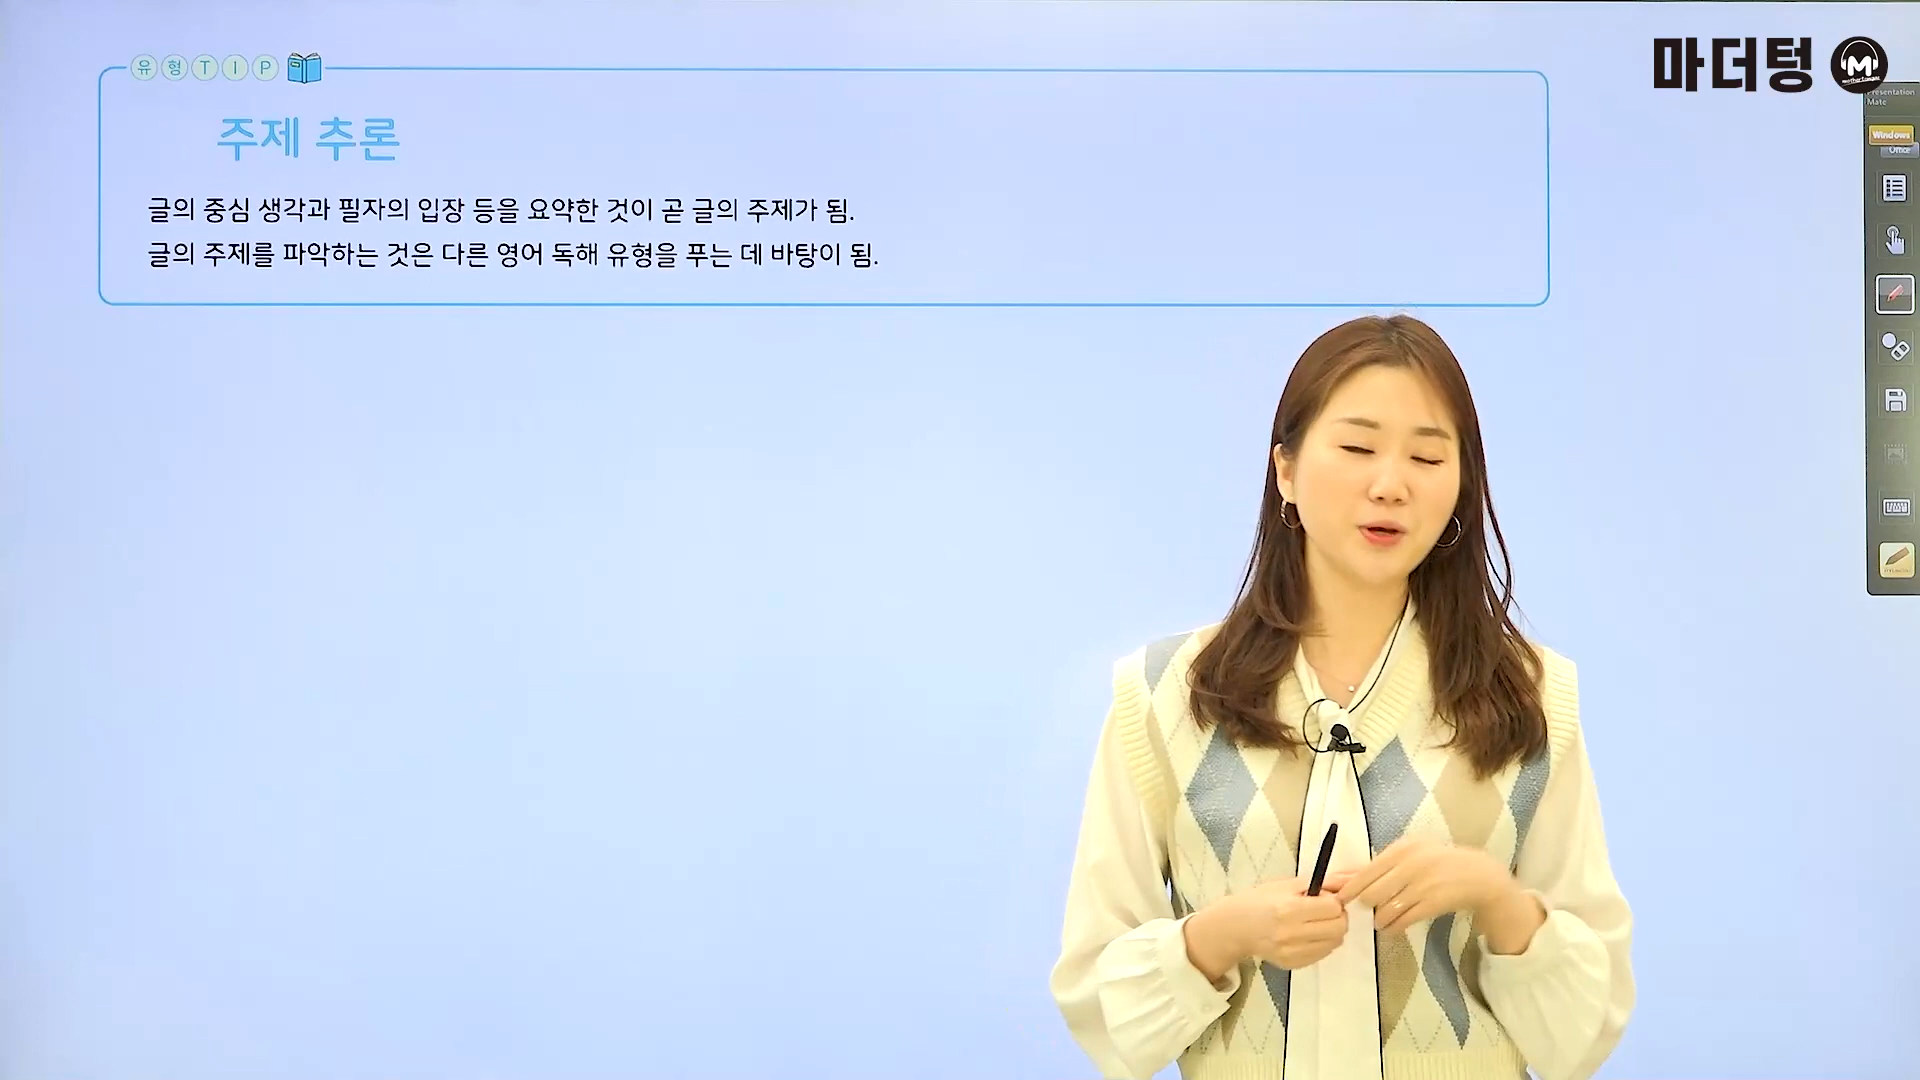 유형TIP
마더텅 M
주제 추론
글의 중심 생각과 필자의 입장 등을 요약한 것이 곧 글의 주제가 됨.
글의 주제를 파악하는 것은 다른 영어 독해 유형을 푸는 데 바탕이 됨.
Presentation
Mate
Windows
Office